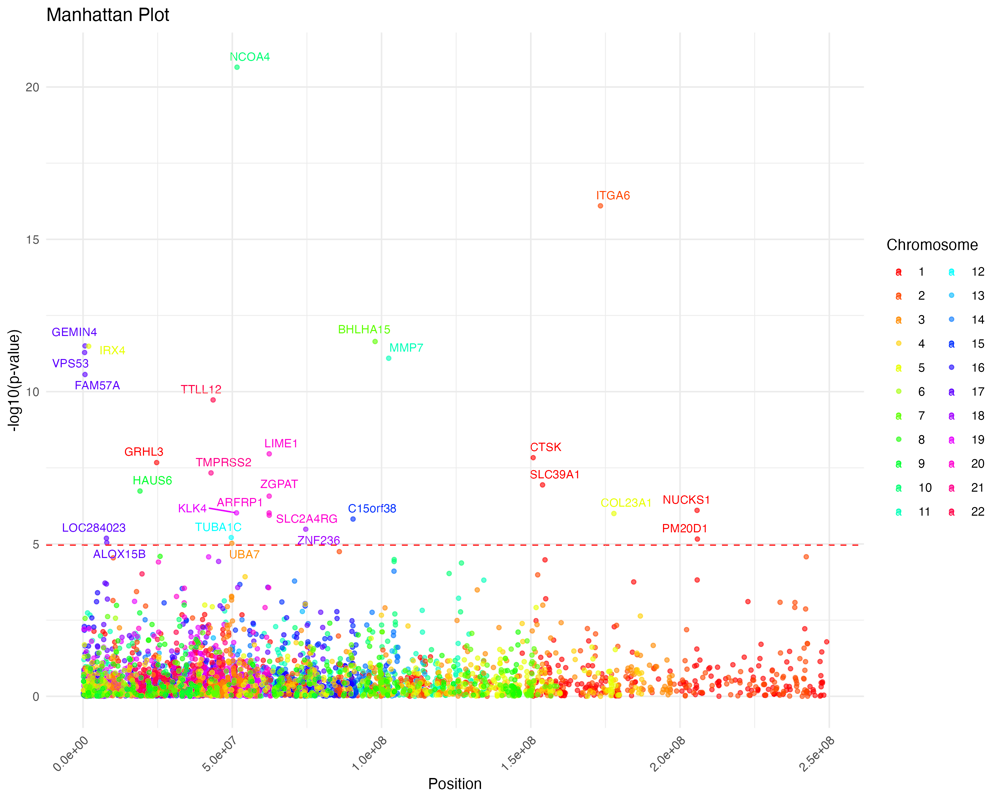 Manhattan Plot
NCOA4
20
ITGA6
15
-log10(p-value)
BHLHA15
GEMIN4
IRX4
MMP7
VPS53
FAM57A
TTLL12
10
GRHL3
LIME1
CTSK
TMPRSS2
SLC39A1
HAUS6
ZGPAT
ARFRP1
KLK4
C15orf38
COL23A1
NUCKS1
LOC284023
TUBA1C
SLC2A4RG
PM20D1
5
ALOX15B
UBA7
ZNF236
0
0.0e+00
5.0e+07
1.0e+08
1.5e+08
2.0e+08
2.5e+08
Position
Chromosome
a 1
a 2
a 3
a 4
a 5
a 6
a 7
a 8
a 9
a 10
a 11
a 12
a 13
a 14
a 15
a 16
a 17
a 18
a 19
a 20
a 21
a 22